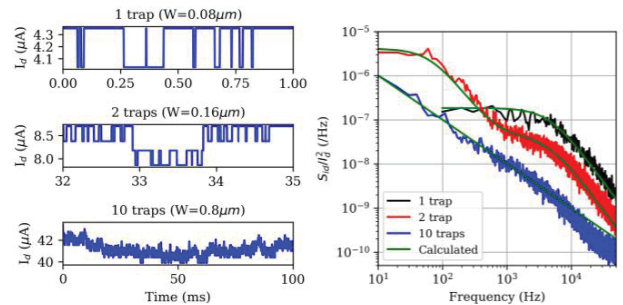 1 trap (W=0.08μm)
I_d (μA)
4.3
4.2
4.1
0.00 0.25 0.50 0.75 1.00
2 traps (W=0.16μm)
I_d (μA)
8.5
8.0
32 33 34 35
10 traps (W=0.8μm)
I_d (μA)
42
40
0 50 100
Time (ms)
S_id/I_d^2 (/Hz)
10^-5
10^-6
10^-7
10^-8
10^-9
10^-10
1 trap
2 trap
10 traps
Calculated
10^1 10^2 10^3 10^4
Frequency (Hz)